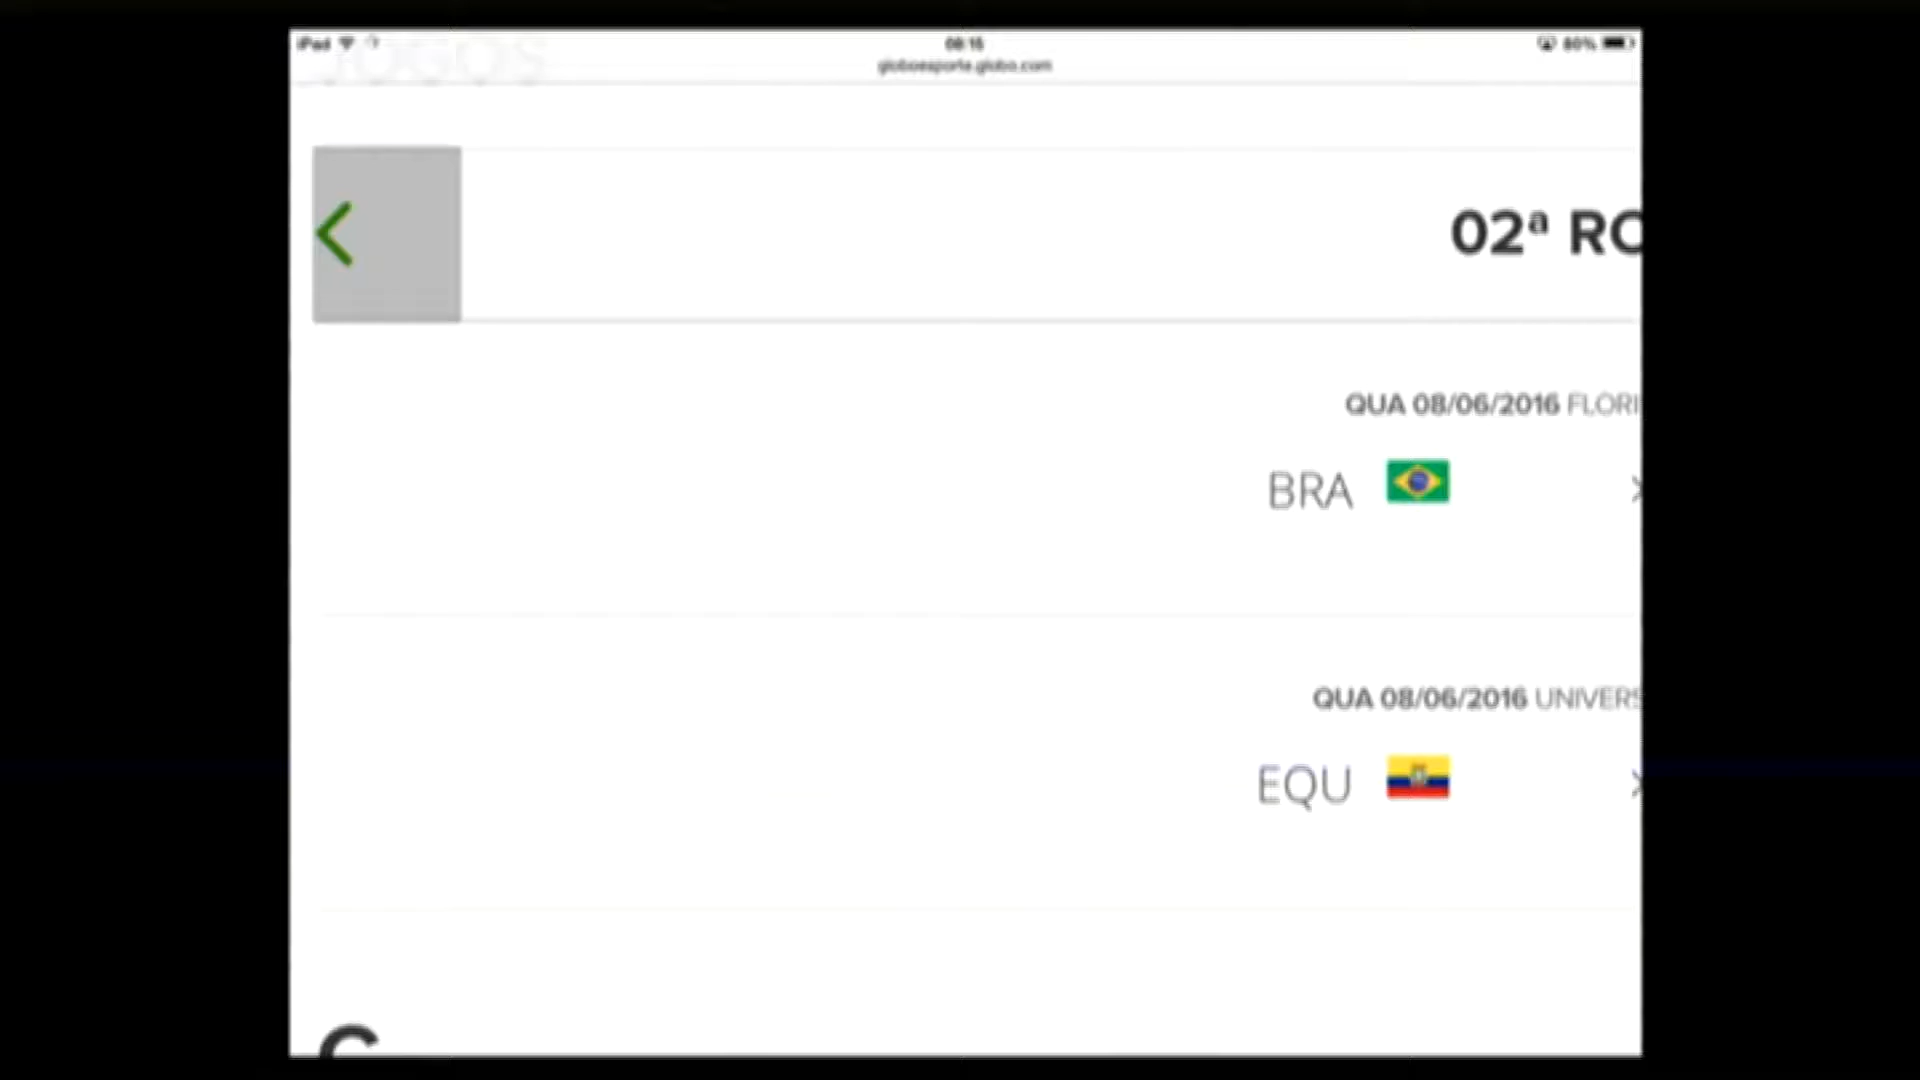 iPad 08:15 80%
globoesporte.globo.com
JOGOS
02ª RO
QUA 08/06/2016 FLORI
BRA
QUA 08/06/2016 UNIVERS
EQU
C